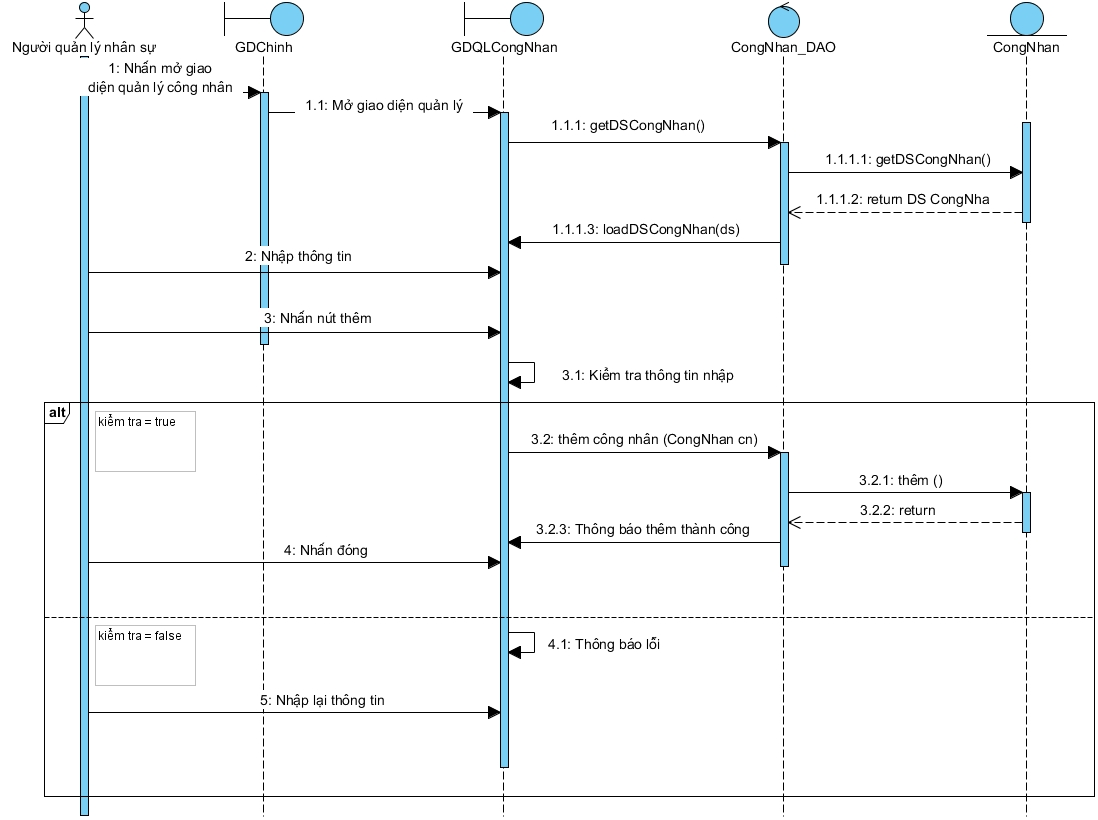 Người quản lý nhân sự
GDChinh
GDQLCongNhan
CongNhan_DAO
CongNhan
1: Nhấn mở giao
diện quản lý công nhân
1.1: Mở giao diện quản lý
1.1.1: getDSCongNhan()
1.1.1.1: getDSCongNhan()
1.1.1.2: return DS CongNha
1.1.1.3: loadDSCongNhan(ds)
2: Nhập thông tin
3: Nhấn nút thêm
3.1: Kiểm tra thông tin nhập
alt
kiểm tra = true
3.2: thêm công nhân (CongNhan cn)
3.2.1: thêm ()
3.2.2: return
3.2.3: Thông báo thêm thành công
4: Nhấn đóng
kiểm tra = false
4.1: Thông báo lỗi
5: Nhập lại thông tin